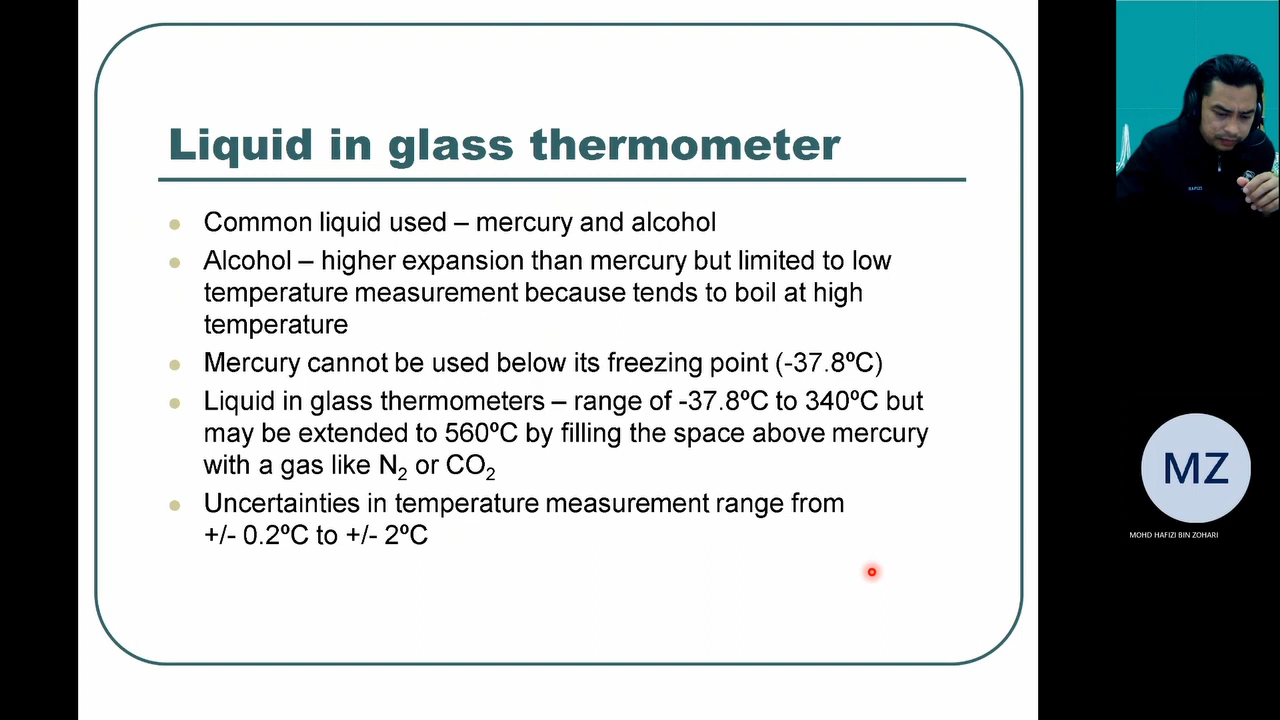 Liquid in glass thermometer
Common liquid used – mercury and alcohol
Alcohol – higher expansion than mercury but limited to low
temperature measurement because tends to boil at high
temperature
Mercury cannot be used below its freezing point (-37.8ºC)
Liquid in glass thermometers – range of -37.8ºC to 340ºC but
may be extended to 560ºC by filling the space above mercury
with a gas like N₂ or CO₂
Uncertainties in temperature measurement range from
+/- 0.2ºC to +/- 2ºC
HAFIZI
MZ
MOHD HAFIZI BIN ZOHARI